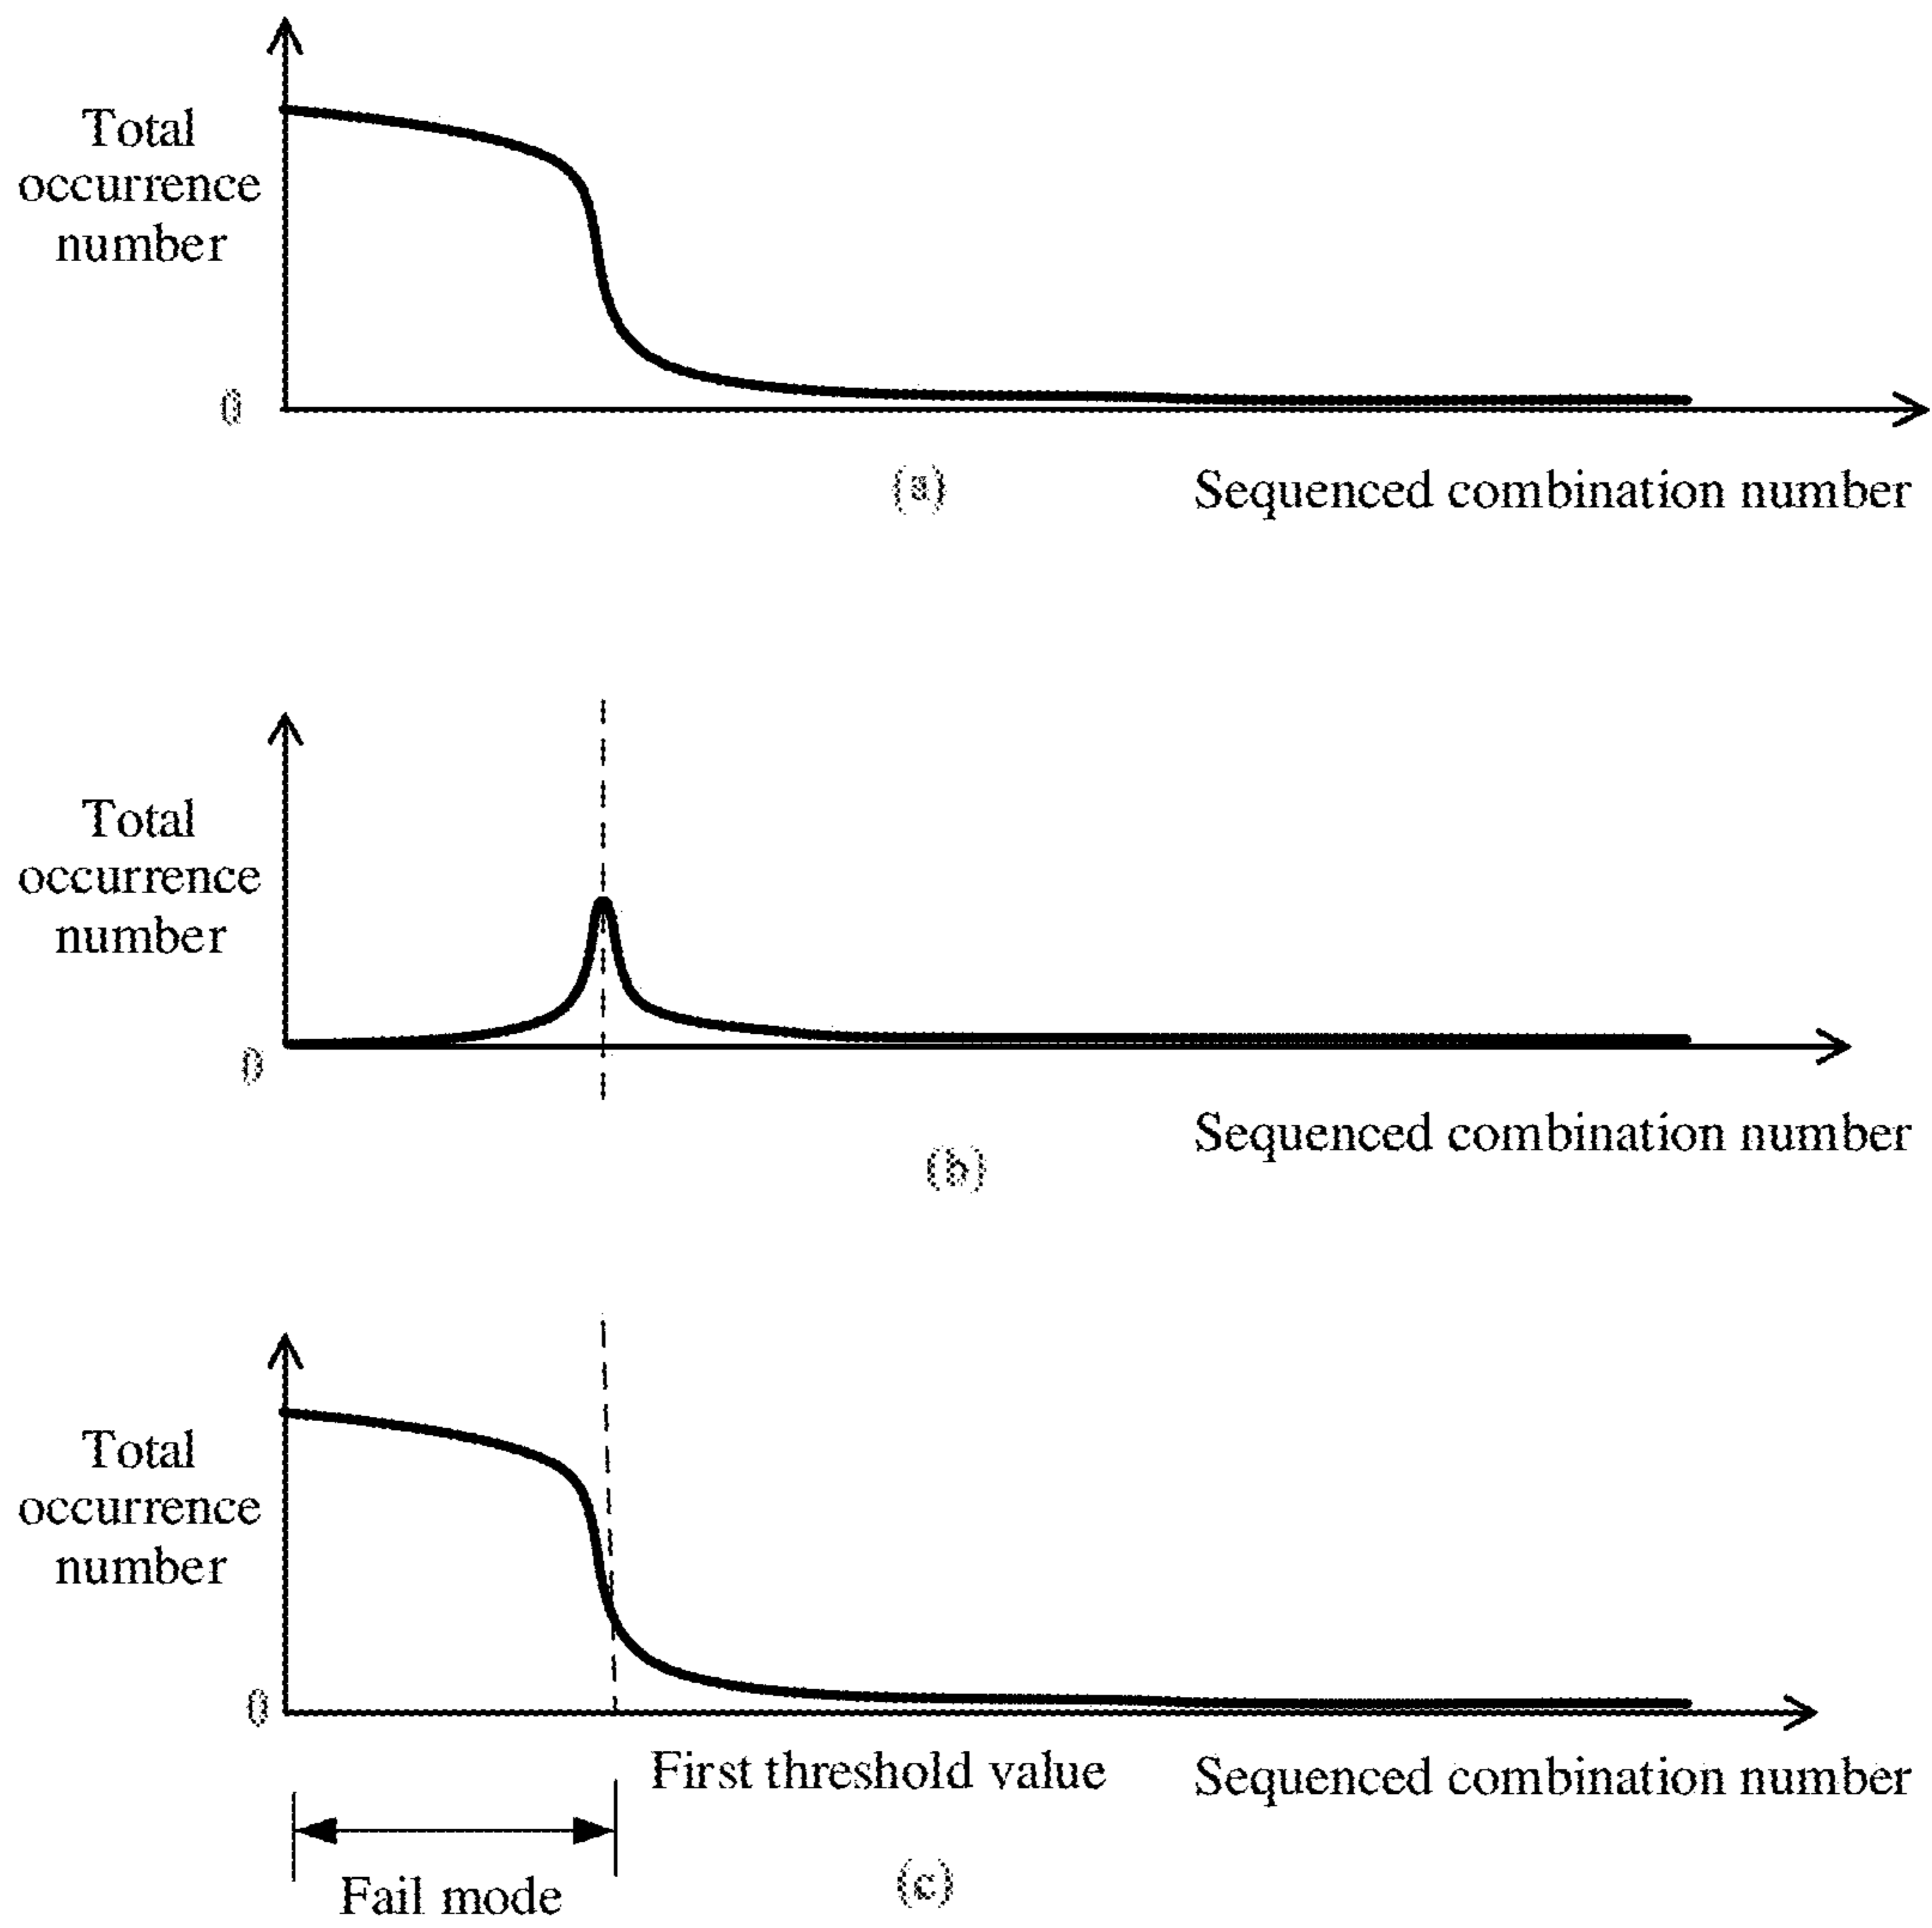 Total
occurrence
number
0
(a)
Sequenced combination number
Total
occurrence
number
0
Sequenced combination number
(b)
Total
occurrence
number
0
First threshold value
Sequenced combination number
Fail mode
(c)